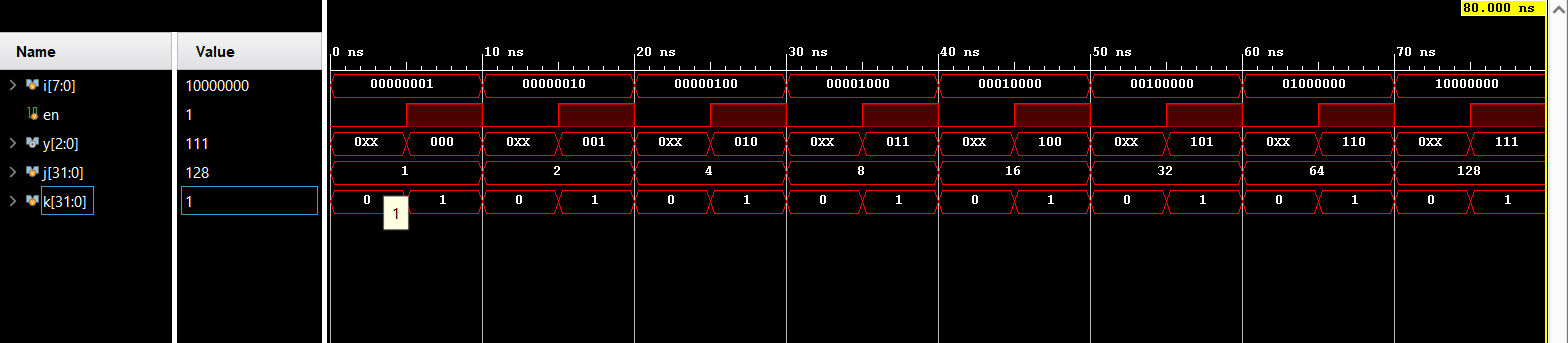 80.000 ns
Name Value
0 ns 10 ns 20 ns 30 ns 40 ns 50 ns 60 ns 70 ns
i[7:0] 10000000 00000001 00000010 00000100 00001000 00010000 00100000 01000000 10000000
en 1
y[2:0] 111 0XX 000 0XX 001 0XX 010 0XX 011 0XX 100 0XX 101 0XX 110 0XX 111
j[31:0] 128 1 2 4 8 16 32 64 128
k[31:0] 1 0 1 0 1 0 1 0 1 0 1 0 1 0 1 0 1
1